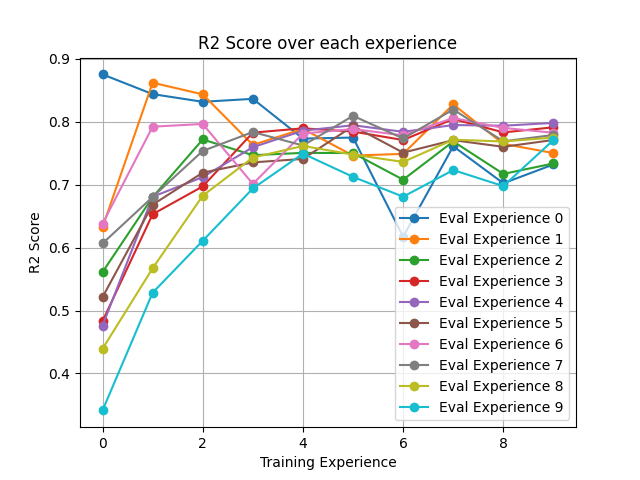 R2 Score over each experience
0.9
0.8
0.7
0.6
0.5
0.4
R2 Score
0
2
4
6
8
Training Experience
Eval Experience 0
Eval Experience 1
Eval Experience 2
Eval Experience 3
Eval Experience 4
Eval Experience 5
Eval Experience 6
Eval Experience 7
Eval Experience 8
Eval Experience 9